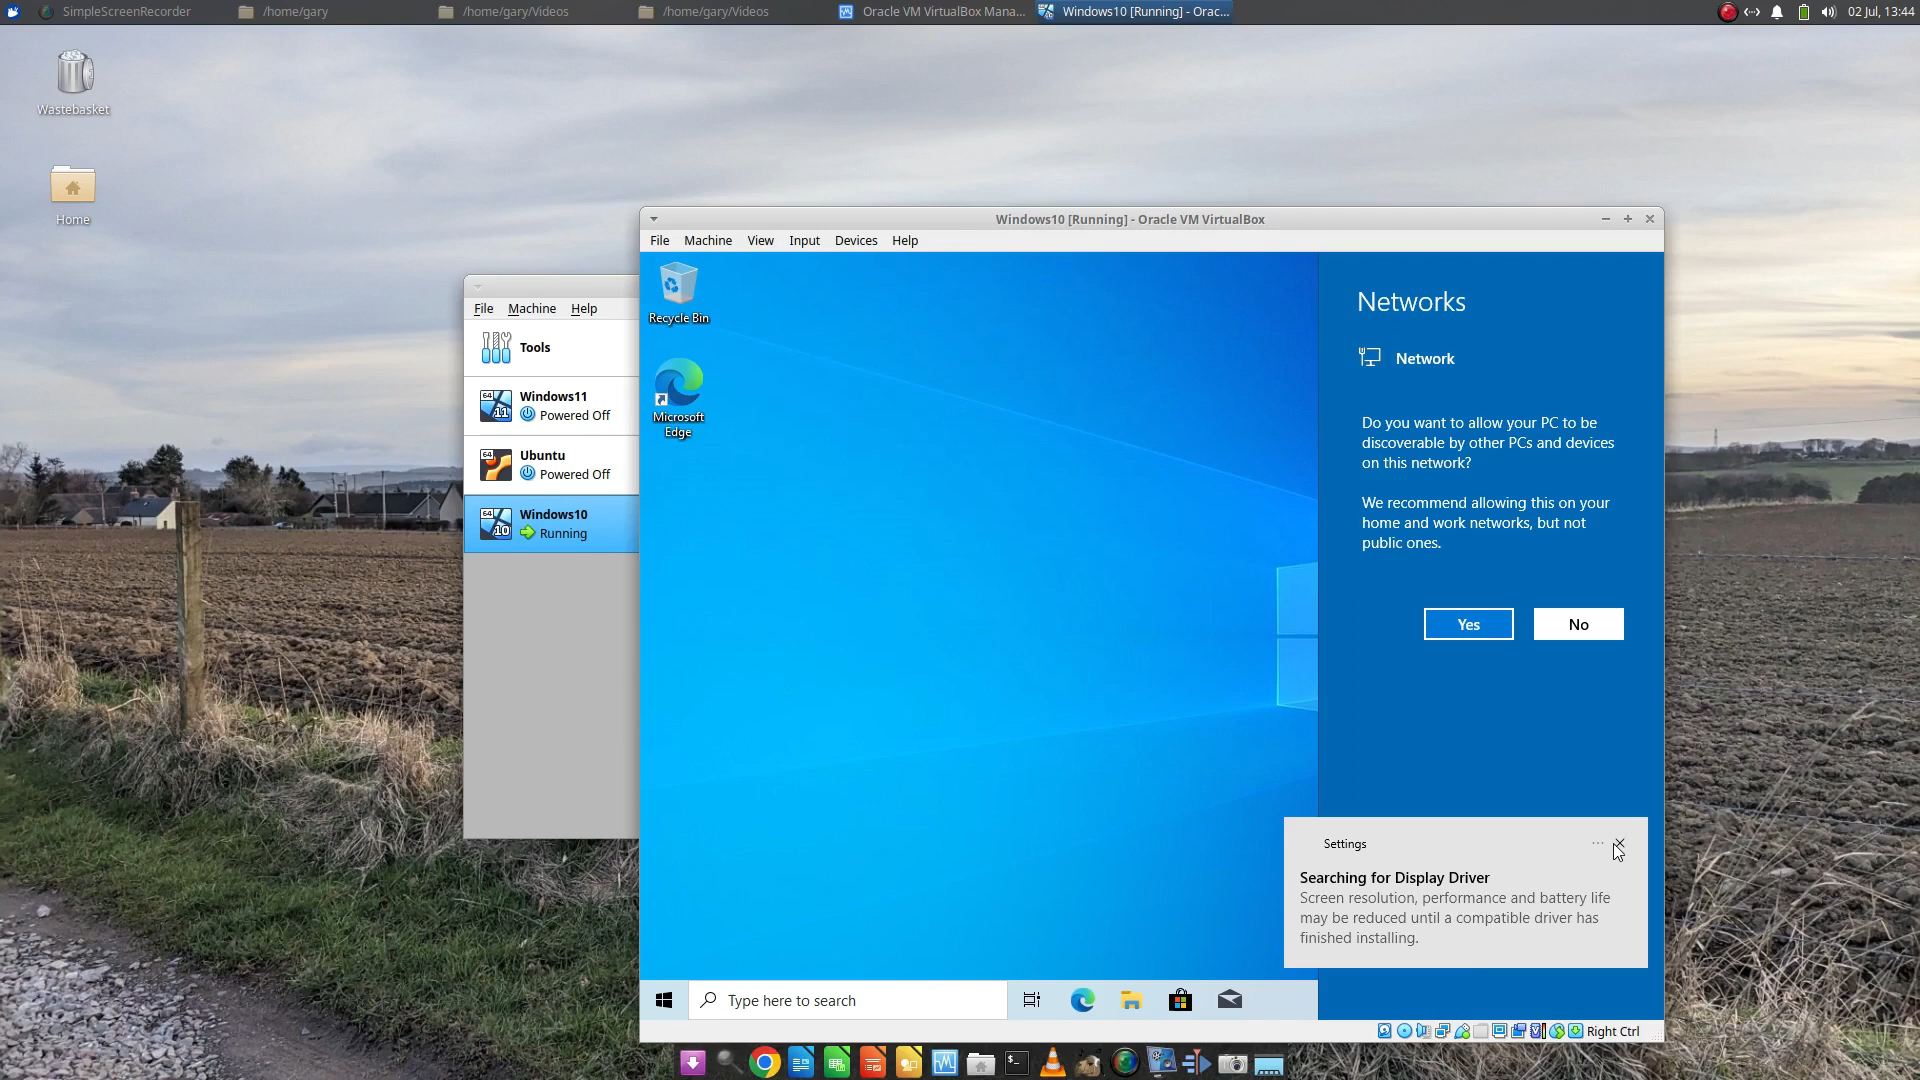 SimpleScreenRecorder
/home/gary
/home/gary/Videos
/home/gary/Videos
Oracle VM VirtualBox Mana...
Windows10 [Running] - Orac...
02 Jul, 13:44
Wastebasket
Home
Windows10 [Running] - Oracle VM VirtualBox
File Machine View Input Devices Help
File Machine Help
Tools
64
11
Windows11
Powered Off
64
Ubuntu
Powered Off
64
10
Windows10
Running
Recycle Bin
Microsoft
Edge
Networks
Network
Do you want to allow your PC to be
discoverable by other PCs and devices
on this network?
We recommend allowing this on your
home and work networks, but not
public ones.
Yes
No
Settings
Searching for Display Driver
Screen resolution, performance and battery life
may be reduced until a compatible driver has
finished installing.
Type here to search
Right Ctrl